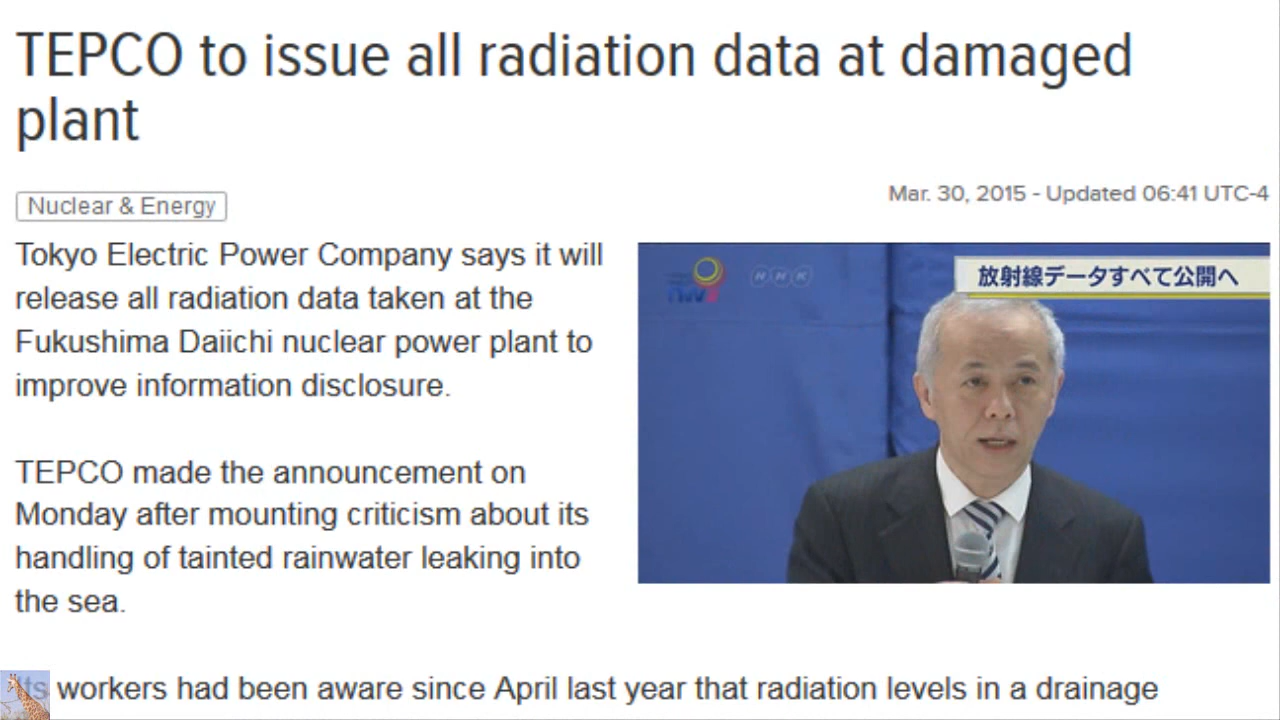 TEPCO to issue all radiation data at damaged
plant
Nuclear & Energy
Mar. 30, 2015 - Updated 06:41 UTC-4
Tokyo Electric Power Company says it will
release all radiation data taken at the
Fukushima Daiichi nuclear power plant to
improve information disclosure.
TEPCO made the announcement on
Monday after mounting criticism about its
handling of tainted rainwater leaking into
the sea.
NHK
放射線データすべて公開へ
Its workers had been aware since April last year that radiation levels in a drainage